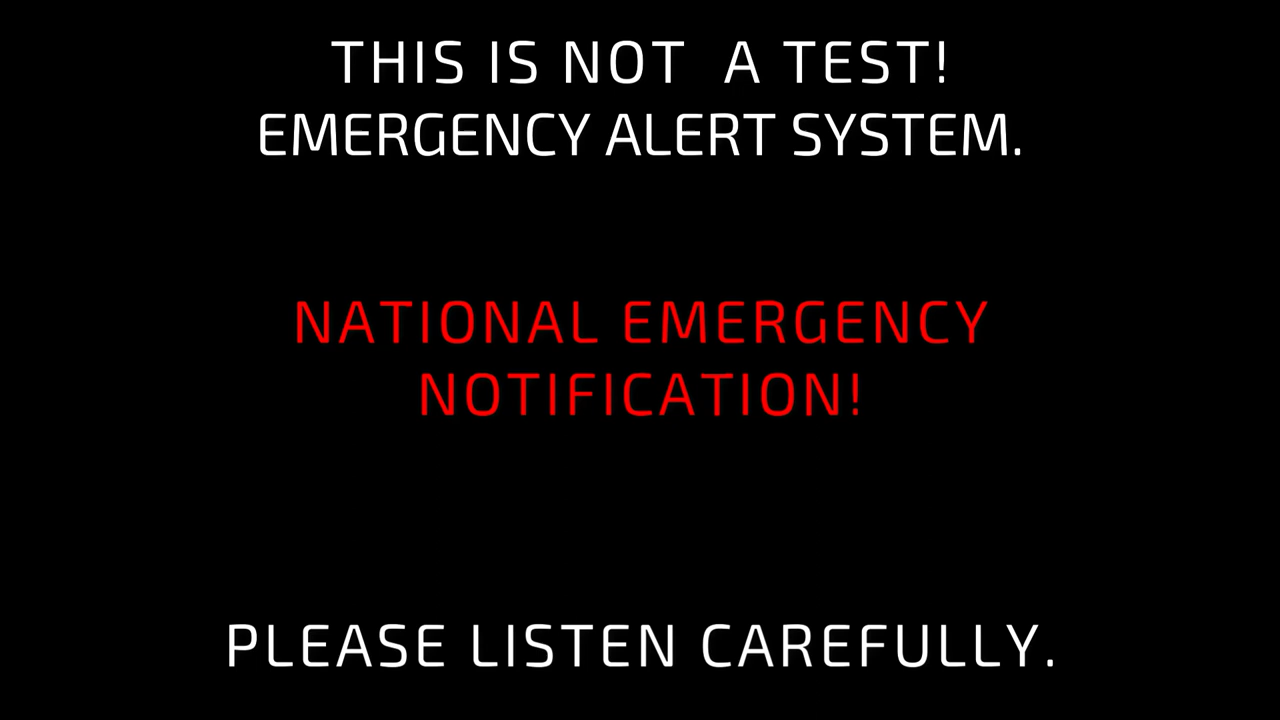 THIS IS NOT A TEST!
EMERGENCY ALERT SYSTEM.
NATIONAL EMERGENCY
NOTIFICATION!
PLEASE LISTEN CAREFULLY.